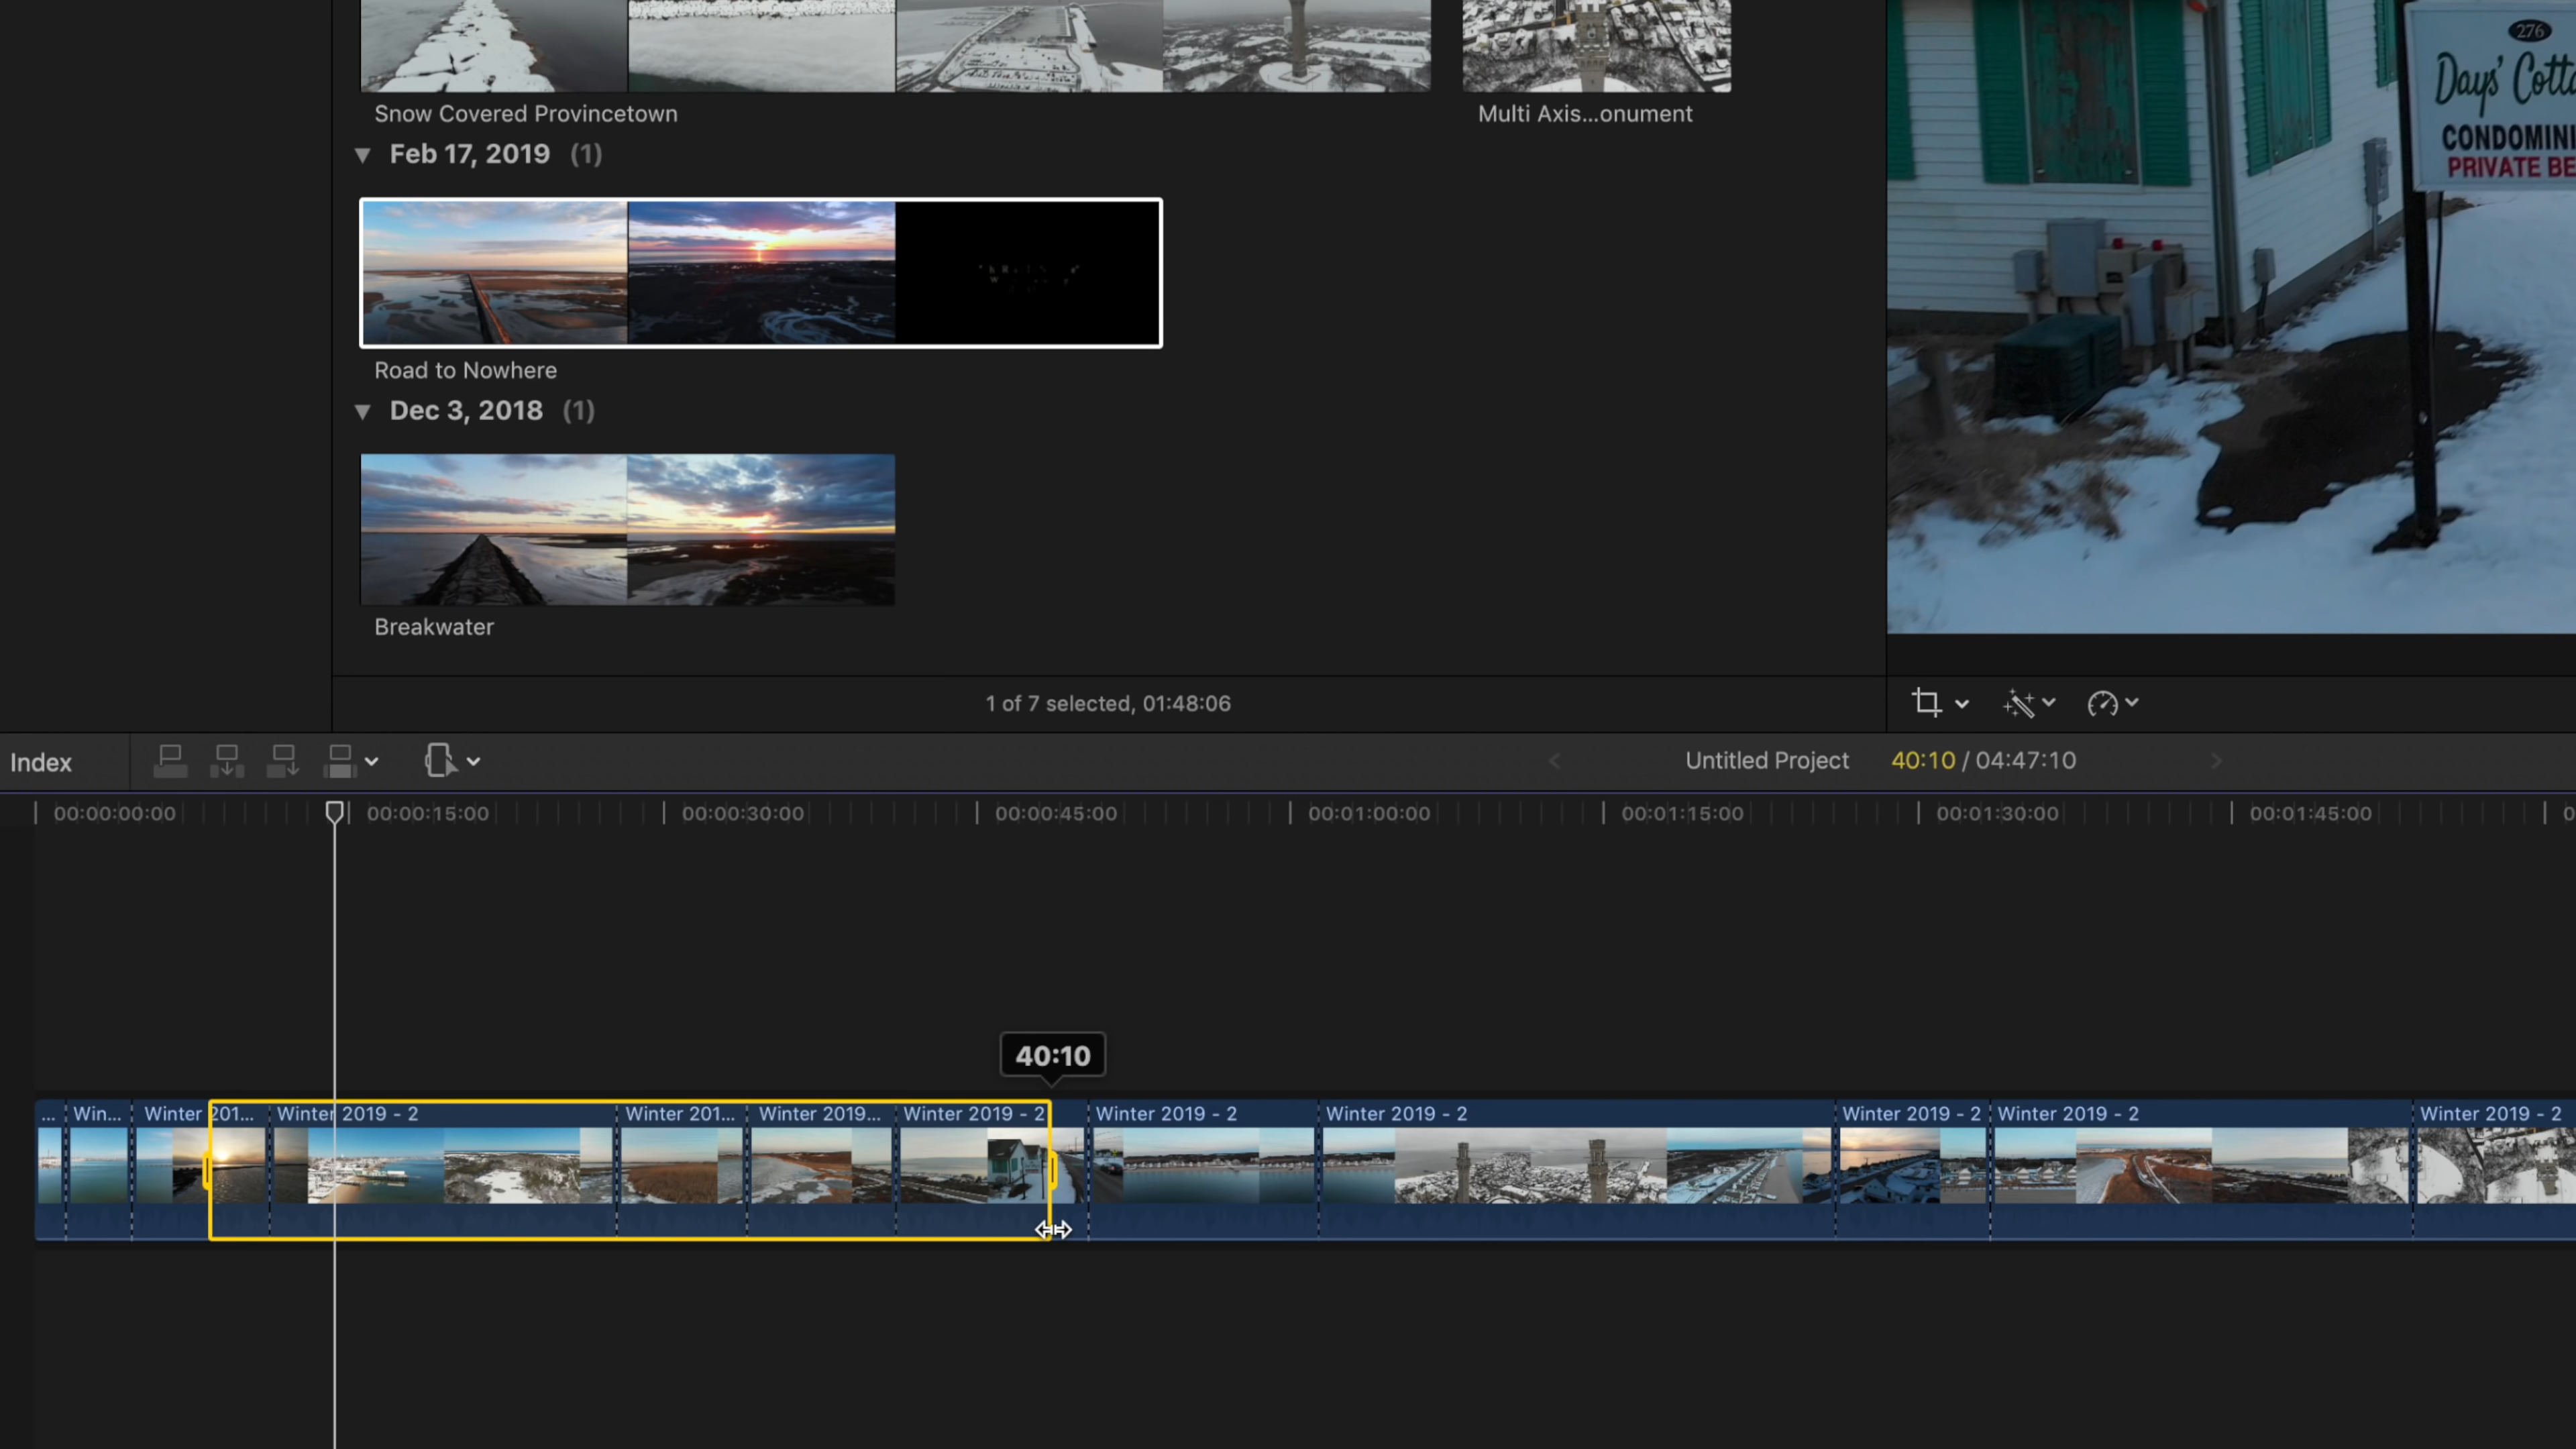 276
Days' Cotta
CONDOMINI
PRIVATE BE
Snow Covered Provincetown
Multi Axis...onument
▼ Feb 17, 2019 (1)
Road to Nowhere
▼ Dec 3, 2018 (1)
Breakwater
1 of 7 selected, 01:48:06
Index
Untitled Project 40:10 / 04:47:10
00:00:00:00 00:00:15:00 00:00:30:00 00:00:45:00 00:01:00:00 00:01:15:00 00:01:30:00 00:01:45:00 0
40:10
... Win... Winter 201... Winter 2019 - 2 Winter 201... Winter 2019... Winter 2019 - 2 Winter 2019 - 2 Winter 2019 - 2 Winter 2019 - 2 Winter 2019 - 2 Winter 2019 - 2